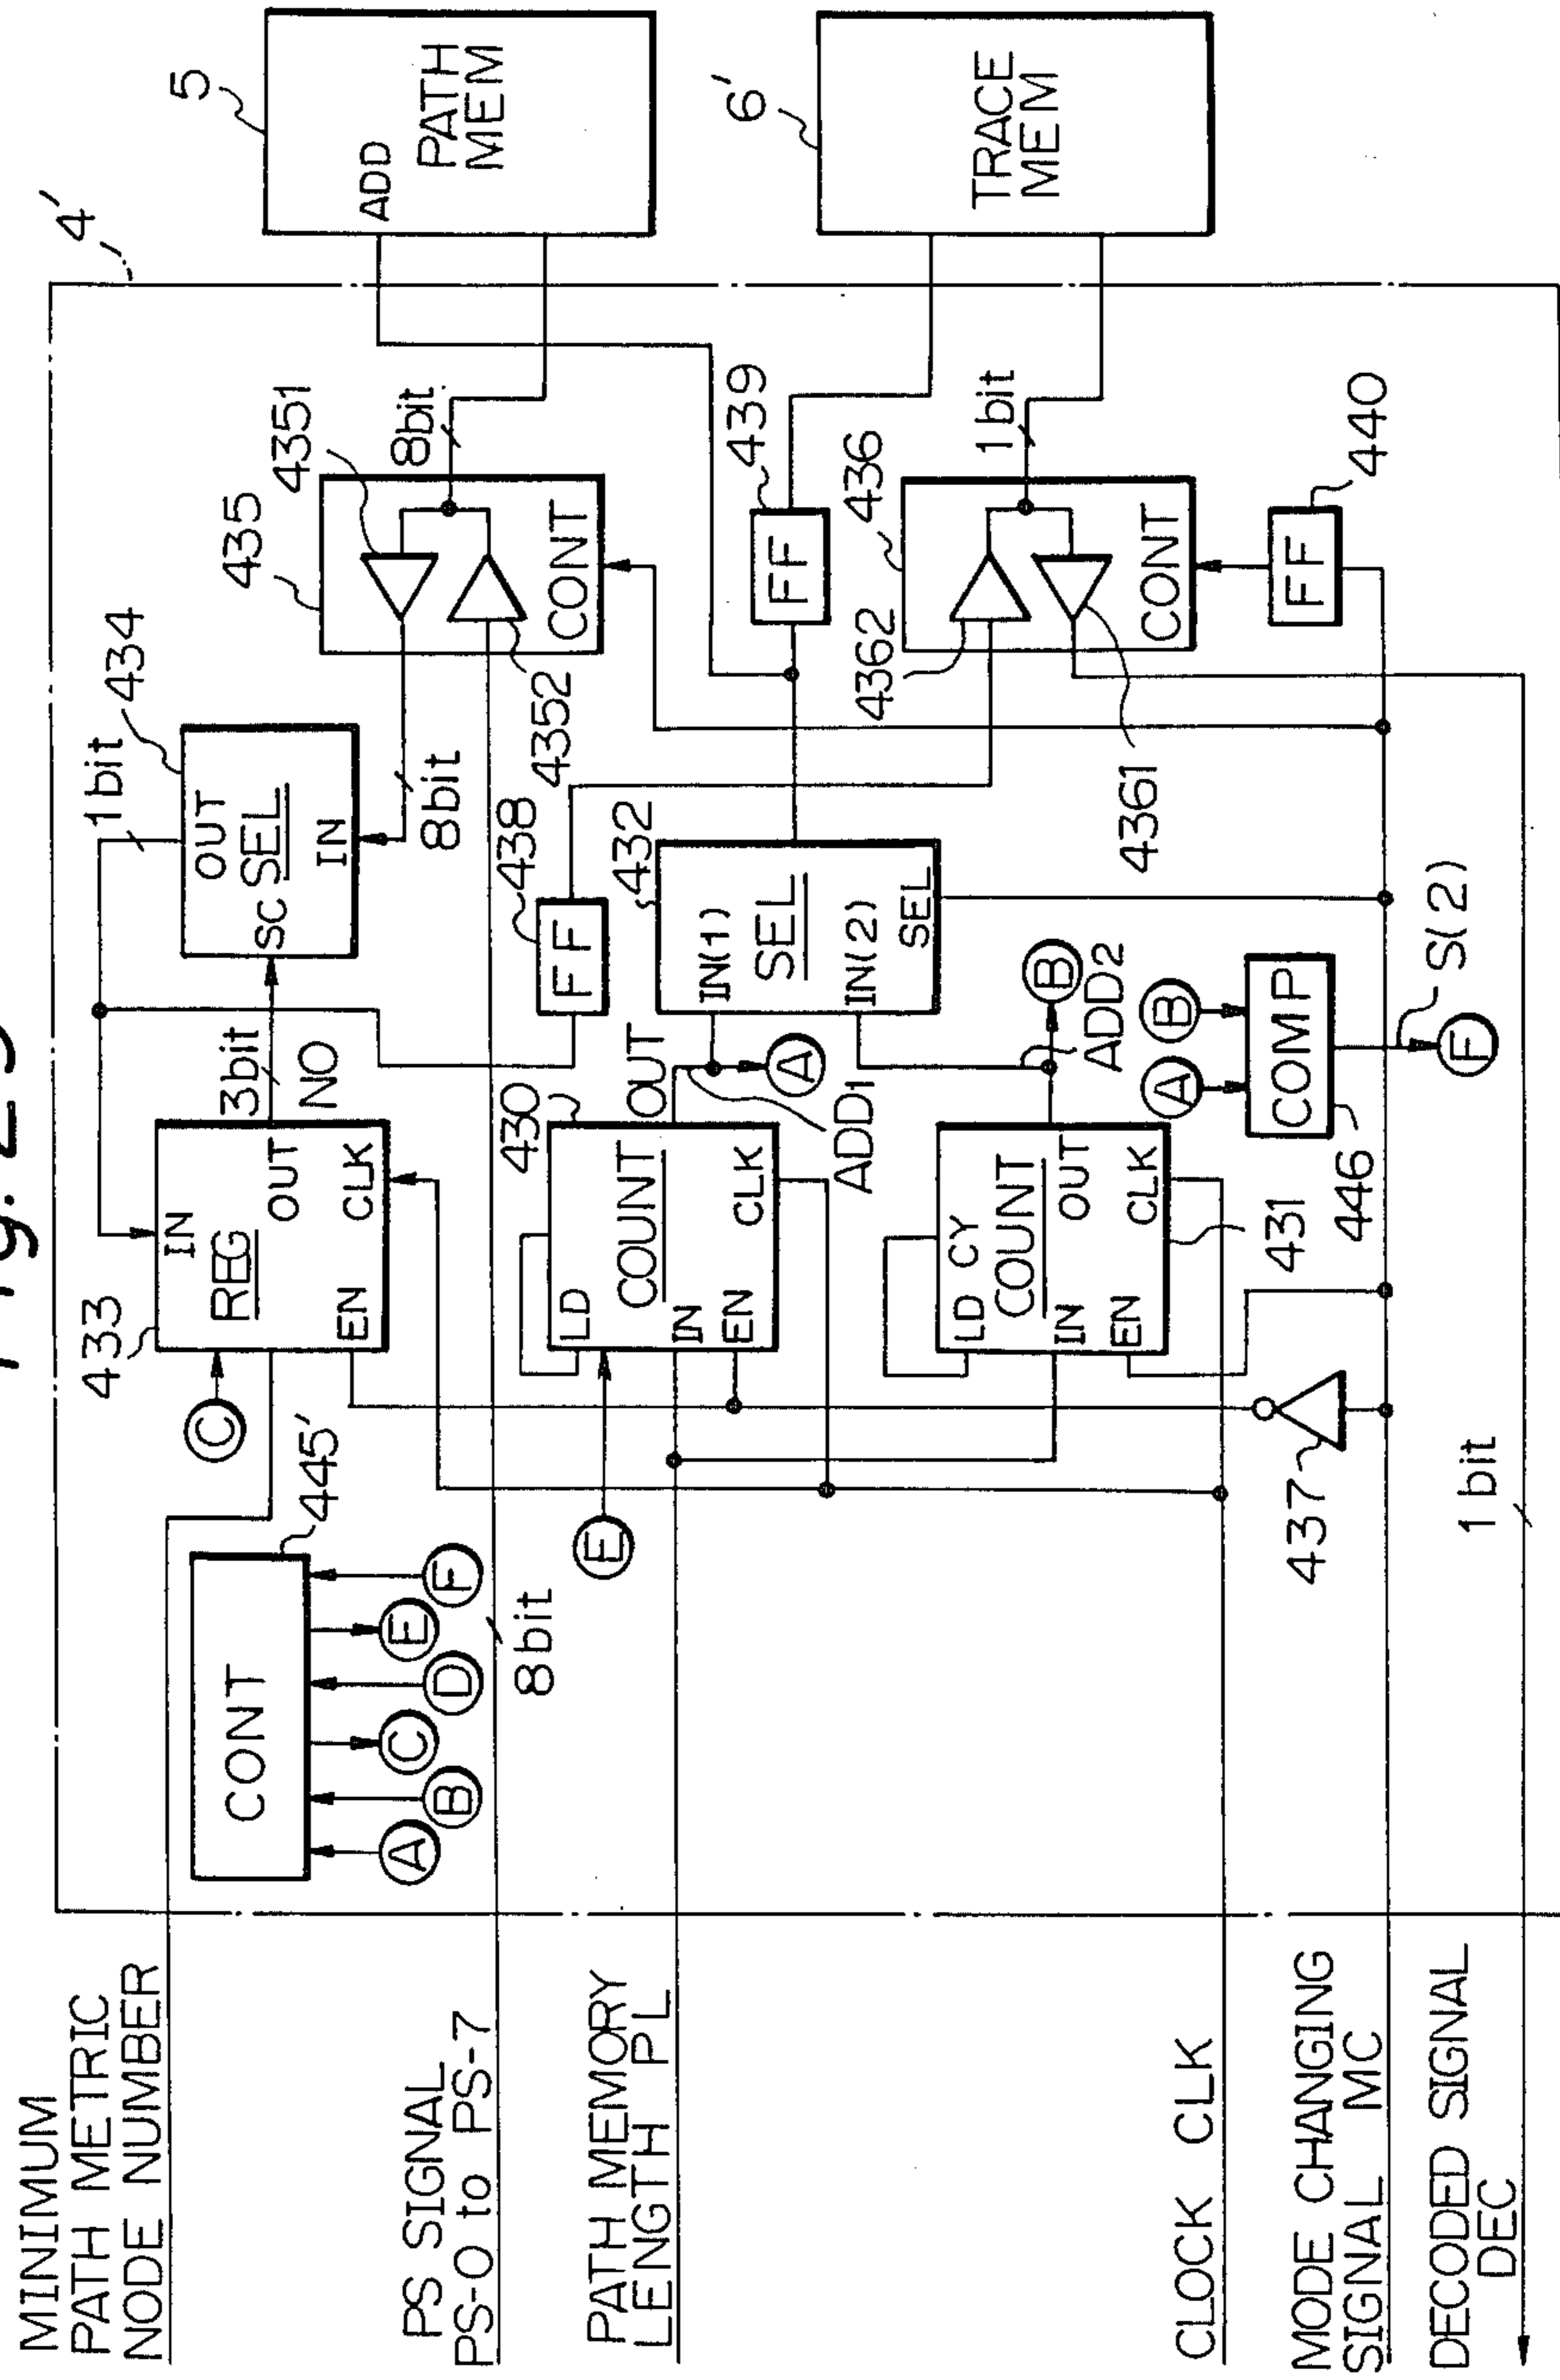 Fig. 23
MINIMUM
PATH METRIC
NODE NUMBER
PS SIGNAL
PS-0 to PS-7
PATH MEMORY
LENGTH PL
CLOCK CLK
MODE CHANGING
SIGNAL MC
DECODED SIGNAL
DEC
CONT
445'
A
B
C
D
E
F
8bit
C
433
IN
REG
OUT
EN
CLK
3bit
NO
1bit
434
OUT
SC SEL
IN
8bit
435
4351
4352
CONT
8bit
4'
5
ADD
PATH
MEM
6'
TRACE
MEM
438
FF
E
430
LD
COUNT
IN
EN
CLK
OUT
A
ADD1
432
IN(1)
SEL
IN(2)
SEL
439
FF
436
4362
4361
CONT
1bit
440
FF
LD CY
COUNT
IN
OUT
EN
CLK
431
B
ADD2
A
B
COMP
446
S(2)
F
437
1bit